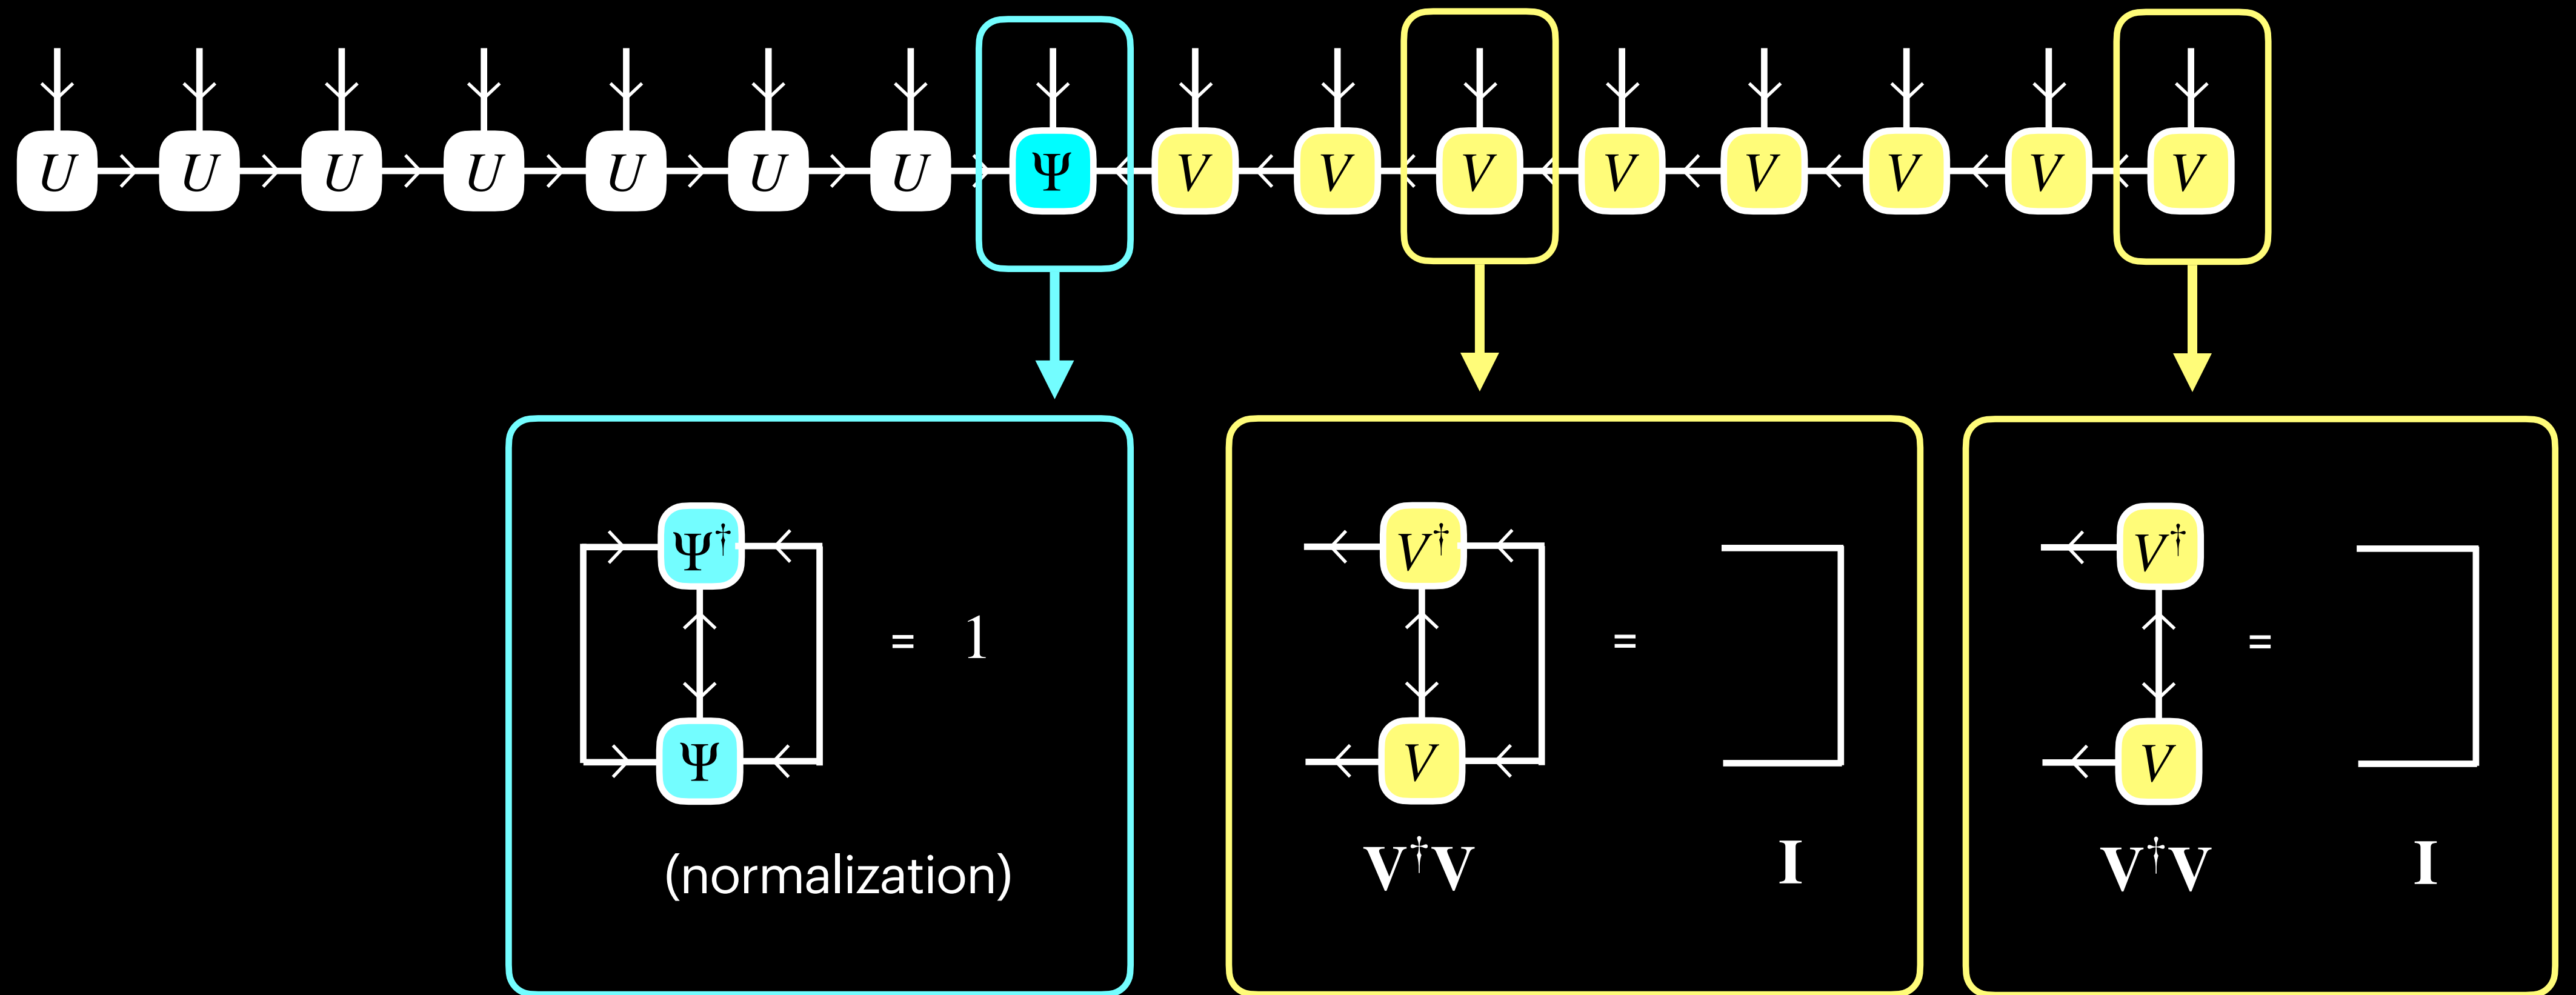 U U U U U U U Ψ V V V V V V V V
Ψ† V† V†
= 1 = =
Ψ V V
(normalization) V†V I V†V I